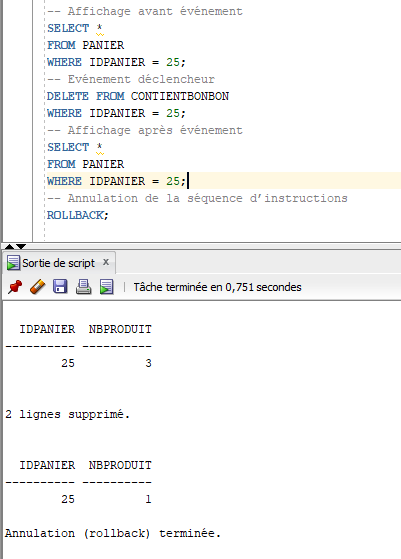 -- Affichage avant événement
SELECT *
FROM PANIER
WHERE IDPANIER = 25;
-- Evénement déclencheur
DELETE FROM CONTIENTBONBON
WHERE IDPANIER = 25;
-- Affichage après événement
SELECT *
FROM PANIER
WHERE IDPANIER = 25;
-- Annulation de la séquence d’instructions
ROLLBACK;
Sortie de script x
Tâche terminée en 0,751 secondes
IDPANIER NBPRODUIT
---------- ----------
25 3
2 lignes supprimé.
IDPANIER NBPRODUIT
---------- ----------
25 1
Annulation (rollback) terminée.